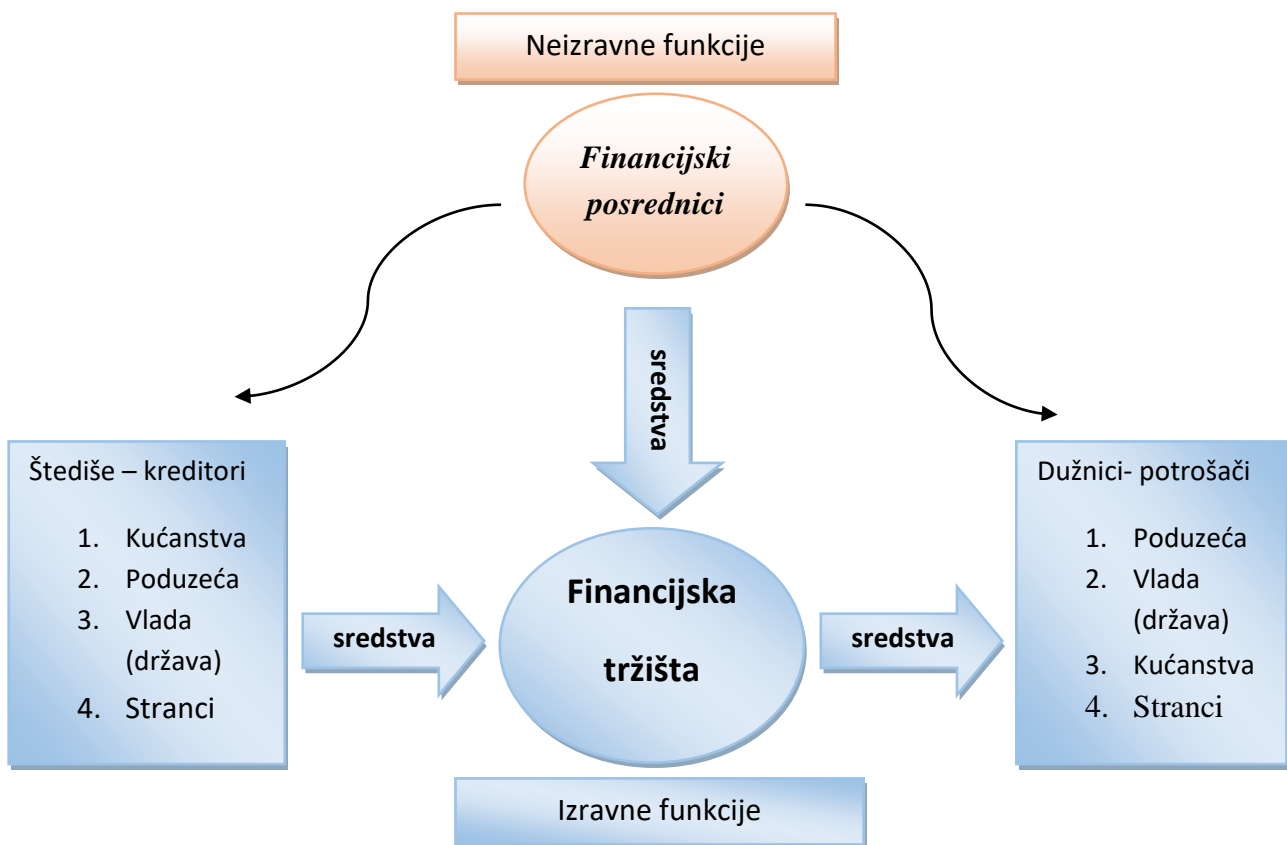 Neizravne funkcije
Financijski
posrednici
sredstva
Štediše – kreditori
1. Kućanstva
2. Poduzeća
3. Vlada
(država)
4. Stranci
sredstva
Financijska
tržišta
sredstva
Dužnici- potrošači
1. Poduzeća
2. Vlada
(država)
3. Kućanstva
4. Stranci
Izravne funkcije